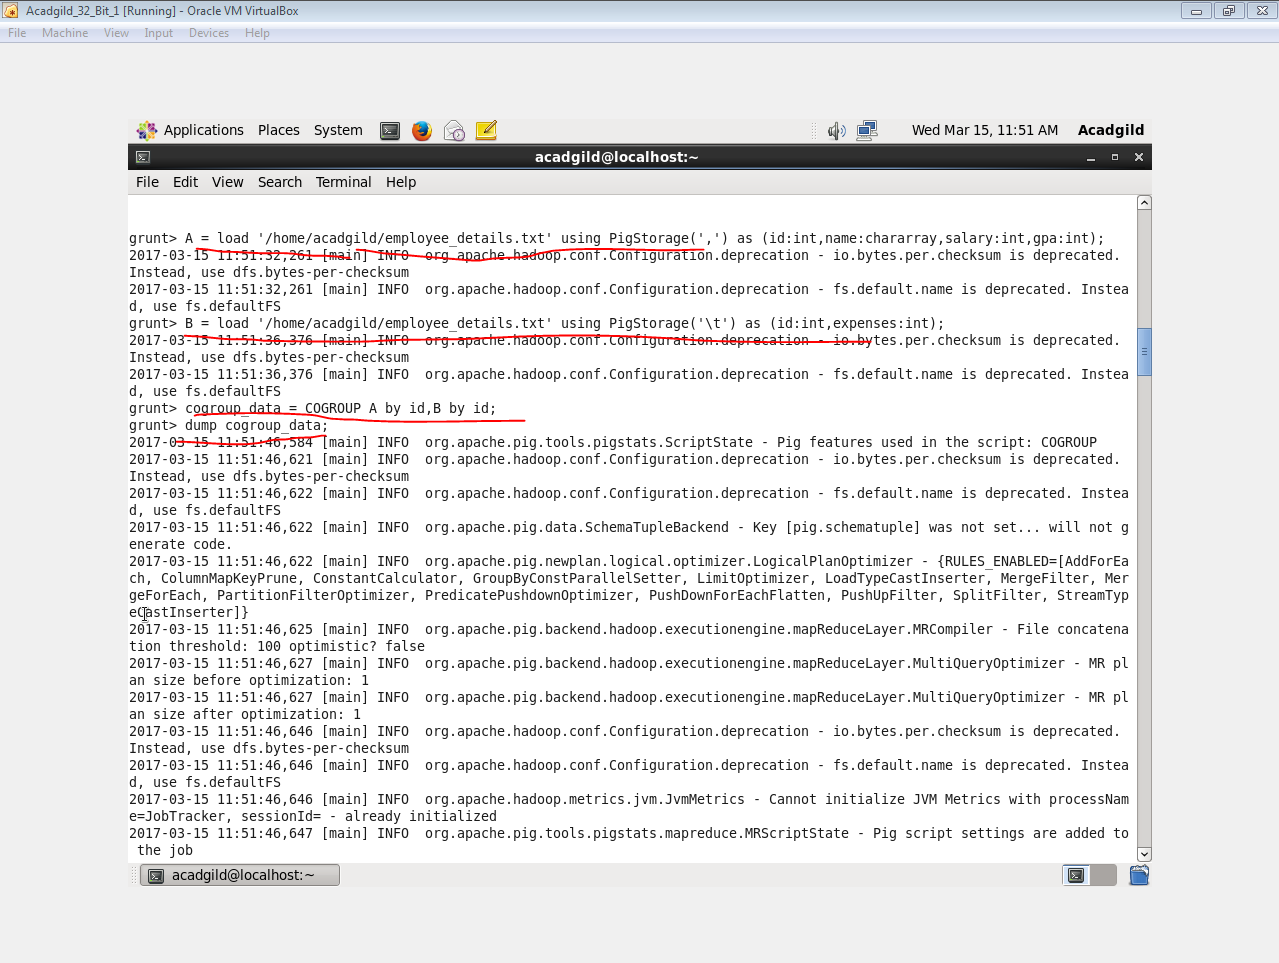 Acadgild_32_Bit_1 [Running] - Oracle VM VirtualBox
File Machine View Input Devices Help
Applications Places System Wed Mar 15, 11:51 AM Acadgild
acadgild@localhost:~
File Edit View Search Terminal Help
grunt> A = load '/home/acadgild/employee_details.txt' using PigStorage(',') as (id:int,name:chararray,salary:int,gpa:int);
2017-03-15 11:51:32,261 [main] INFO  org.apache.hadoop.conf.Configuration.deprecation - io.bytes.per.checksum is deprecated.
Instead, use dfs.bytes-per-checksum
2017-03-15 11:51:32,261 [main] INFO  org.apache.hadoop.conf.Configuration.deprecation - fs.default.name is deprecated. Instea
d, use fs.defaultFS
grunt> B = load '/home/acadgild/employee_details.txt' using PigStorage('\t') as (id:int,expenses:int);
2017-03-15 11:51:36,376 [main] INFO  org.apache.hadoop.conf.Configuration.deprecation - io.bytes.per.checksum is deprecated.
Instead, use dfs.bytes-per-checksum
2017-03-15 11:51:36,376 [main] INFO  org.apache.hadoop.conf.Configuration.deprecation - fs.default.name is deprecated. Instea
d, use fs.defaultFS
grunt> cogroup_data = COGROUP A by id,B by id;
grunt> dump cogroup_data;
2017-03-15 11:51:46,584 [main] INFO  org.apache.pig.tools.pigstats.ScriptState - Pig features used in the script: COGROUP
2017-03-15 11:51:46,621 [main] INFO  org.apache.hadoop.conf.Configuration.deprecation - io.bytes.per.checksum is deprecated.
Instead, use dfs.bytes-per-checksum
2017-03-15 11:51:46,622 [main] INFO  org.apache.hadoop.conf.Configuration.deprecation - fs.default.name is deprecated. Instea
d, use fs.defaultFS
2017-03-15 11:51:46,622 [main] INFO  org.apache.pig.data.SchemaTupleBackend - Key [pig.schematuple] was not set... will not g
enerate code.
2017-03-15 11:51:46,622 [main] INFO  org.apache.pig.newplan.logical.optimizer.LogicalPlanOptimizer - {RULES_ENABLED=[AddForEa
ch, ColumnMapKeyPrune, ConstantCalculator, GroupByConstParallelSetter, LimitOptimizer, LoadTypeCastInserter, MergeFilter, Mer
geForEach, PartitionFilterOptimizer, PredicatePushdownOptimizer, PushDownForEachFlatten, PushUpFilter, SplitFilter, StreamTyp
eCastInserter]}
2017-03-15 11:51:46,625 [main] INFO  org.apache.pig.backend.hadoop.executionengine.mapReduceLayer.MRCompiler - File concatena
tion threshold: 100 optimistic? false
2017-03-15 11:51:46,627 [main] INFO  org.apache.pig.backend.hadoop.executionengine.mapReduceLayer.MultiQueryOptimizer - MR pl
an size before optimization: 1
2017-03-15 11:51:46,627 [main] INFO  org.apache.pig.backend.hadoop.executionengine.mapReduceLayer.MultiQueryOptimizer - MR pl
an size after optimization: 1
2017-03-15 11:51:46,646 [main] INFO  org.apache.hadoop.conf.Configuration.deprecation - io.bytes.per.checksum is deprecated.
Instead, use dfs.bytes-per-checksum
2017-03-15 11:51:46,646 [main] INFO  org.apache.hadoop.conf.Configuration.deprecation - fs.default.name is deprecated. Instea
d, use fs.defaultFS
2017-03-15 11:51:46,646 [main] INFO  org.apache.hadoop.metrics.jvm.JvmMetrics - Cannot initialize JVM Metrics with processNam
e=JobTracker, sessionId= - already initialized
2017-03-15 11:51:46,647 [main] INFO  org.apache.pig.tools.pigstats.mapreduce.MRScriptState - Pig script settings are added to
 the job
acadgild@localhost:~